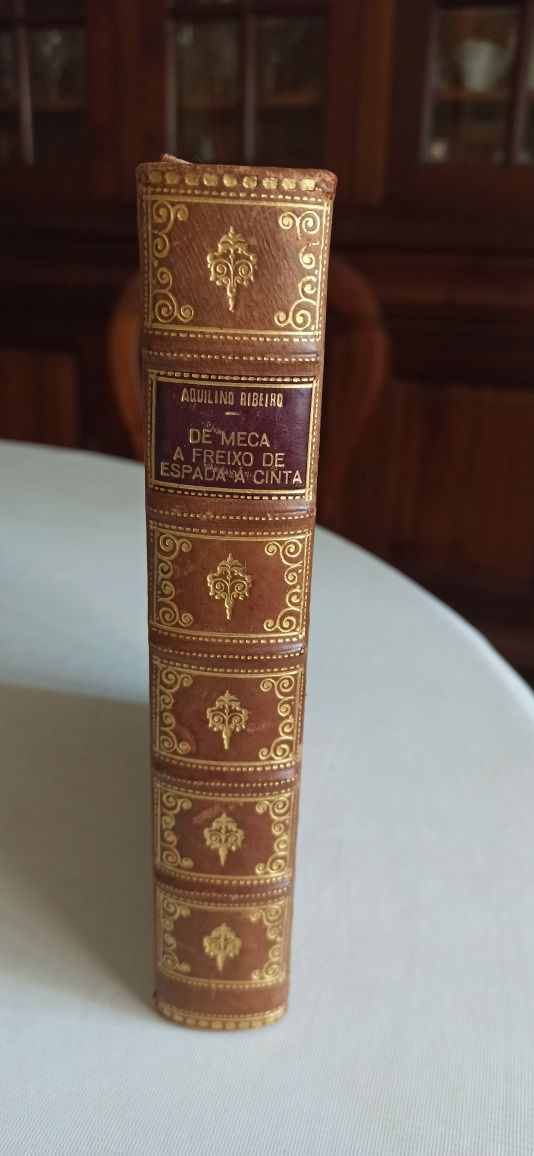 AQUILINO RIBEIRO
DE MECA
A FREIXO DE
ESPADA À CINTA